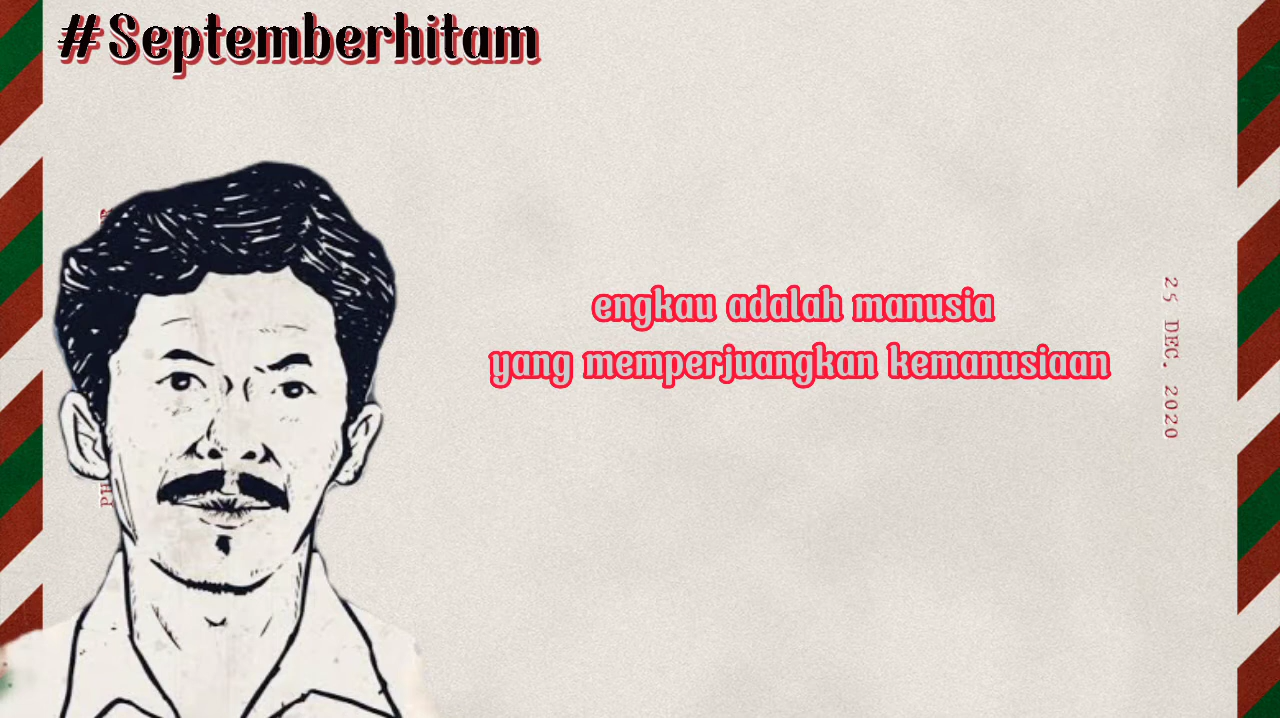 #Septemberhitam
engkau adalah manusia
yang memperjuangkan kemanusiaan
25 DEC. 2020